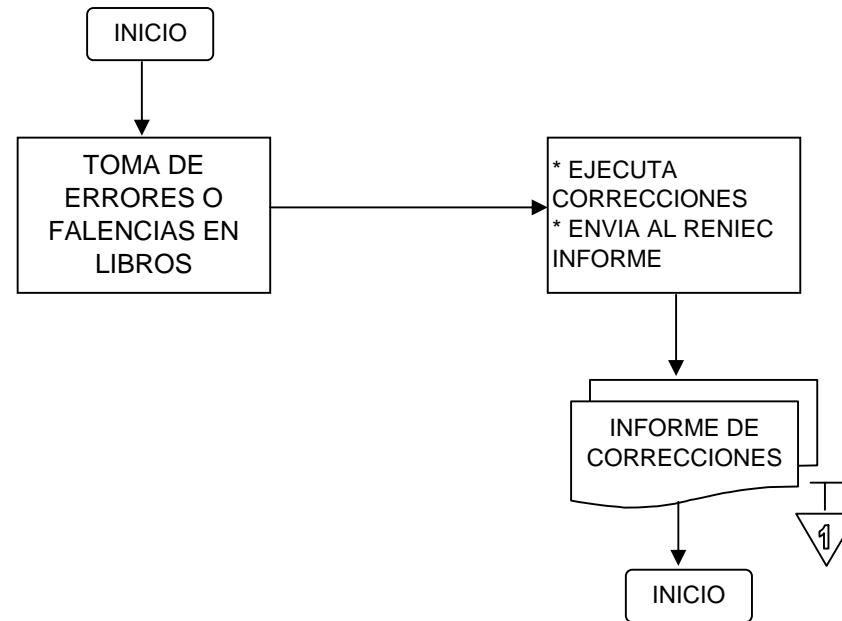 INICIO
TOMA DE
ERRORES O
FALENCIAS EN
LIBROS
* EJECUTA
CORRECCIONES
* ENVIA AL RENIEC
INFORME
INFORME DE
CORRECCIONES
1
INICIO